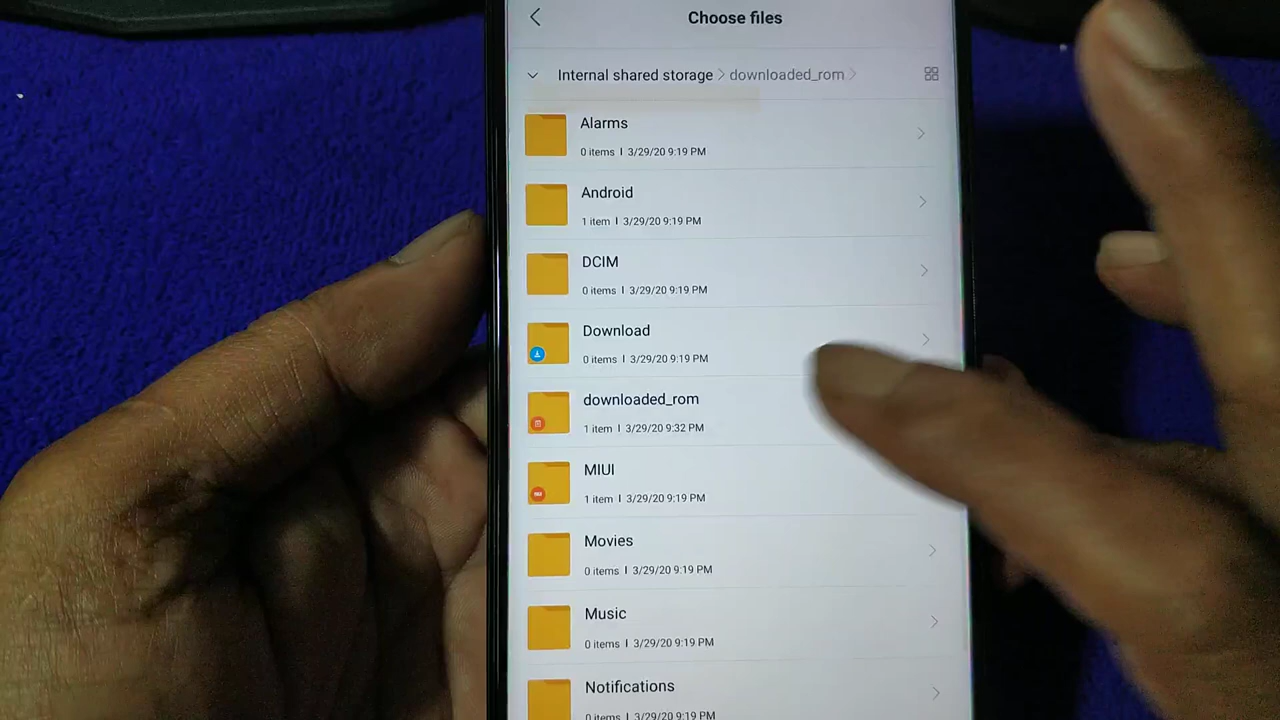 Choose files
Internal shared storage > downloaded_rom >
Alarms
0 items | 3/29/20 9:19 PM
Android
1 item | 3/29/20 9:19 PM
DCIM
0 items | 3/29/20 9:19 PM
Download
0 items | 3/29/20 9:19 PM
downloaded_rom
1 item | 3/29/20 9:32 PM
MIUI
1 item | 3/29/20 9:19 PM
Movies
0 items | 3/29/20 9:19 PM
Music
0 items | 3/29/20 9:19 PM
Notifications
0 items | 3/29/20 9:19 PM